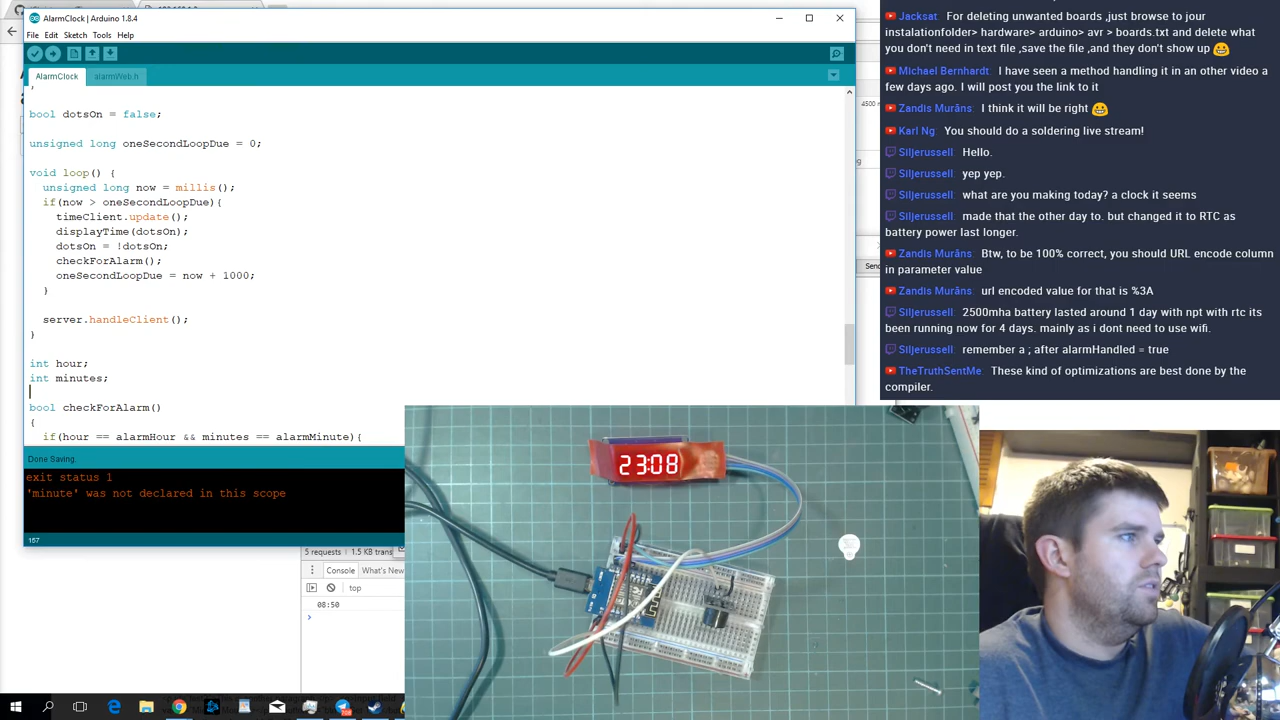 AlarmClock | Arduino 1.8.4
File Edit Sketch Tools Help
AlarmClock alarmWeb.h
bool dotsOn = false;
unsigned long oneSecondLoopDue = 0;
void loop() {
unsigned long now = millis();
if(now > oneSecondLoopDue){
timeClient.update();
displayTime(dotsOn);
dotsOn = !dotsOn;
checkForAlarm();
oneSecondLoopDue = now + 1000;
}
server.handleClient();
}
int hour;
int minutes;
bool checkForAlarm()
{
if(hour == alarmHour && minutes == alarmMinute){
Done Saving.
exit status 1
'minute' was not declared in this scope
157
4500 m
Send
5 requests | 1.5 KB trans
Console What's New
top
08:50
23:08
Jacksat For deleting unwanted boards ,just browse to jour
instalationfolder> hardware> arduino> avr > boards.txt and delete
what you don't need in text file ,save the file ,and they don't show up
MIchael Bernhardt I have seen a method handling it in an other video a
few days ago. I will post you the link to it
Zandis Murāns I think it will be right
Karl Ng You should do a soldering live stream!
Siljerussell Hello.
Siljerussell yep yep.
Siljerussell what are you making today? a clock it seems
Siljerussell made that the other day to. but changed it to RTC as
battery power last longer.
Zandis Murāns Btw, to be 100% correct, you should URL encode column
in parameter value
Zandis Murāns url encoded value for that is %3A
Siljerussell 2500mha battery lasted around 1 day with npt with rtc its
been running now for 4 days. mainly as i dont need to use wifi.
Siljerussell remember a ; after alarmHandled = true
TheTruthSentMe These kind of optimizations are best done by the
compiler.